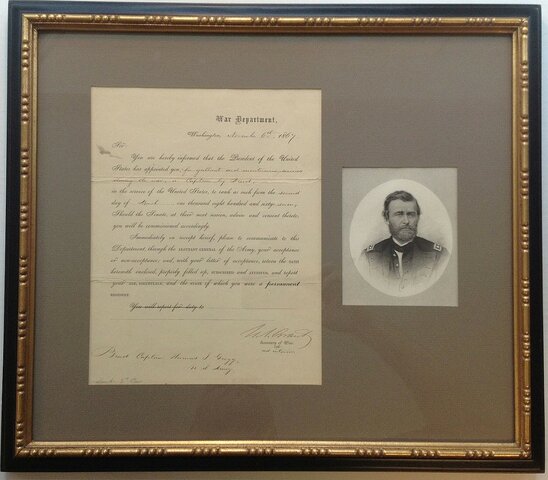 War Department,
Washington, November 6th, 1867
Sir:
You are hereby informed that the President of the United
States has appointed you, for gallant and meritorious services
during the war, a Captain by Brevet
in the service of the United States, to rank as such from the second
day of March, one thousand eight hundred and sixty-seven.
Should the Senate, at their next session, advise and consent thereto,
you will be commissioned accordingly.
Immediately on receipt hereof, please to communicate to this
Department, through the ADJUTANT GENERAL of the Army, your acceptance
or non-acceptance; and, with your letter of acceptance, return the OATH
herewith enclosed, properly filled up, SUBSCRIBED and ATTESTED, and report
your AGE, BIRTHPLACE, and the STATE of which you were a permanent
RESIDENT.
You will report for duty to
U.S. Grant
Secretary of War
ad interim
Brevet Captain J.
U.S. Army